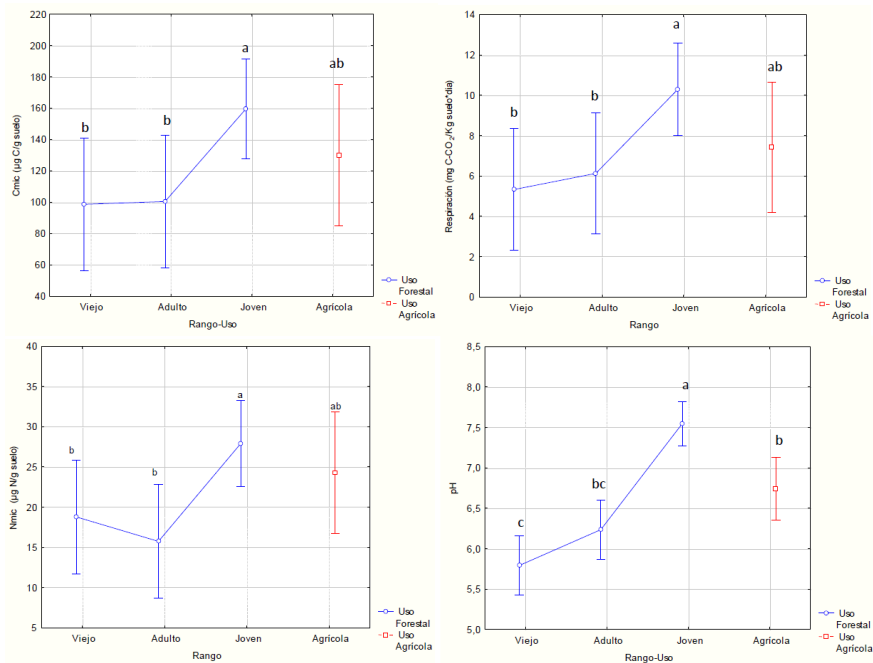 220
200
180
160
140
120
100
80
60
40
Cmic (µg C/g suelo)
b
b
a
ab
Viejo
Adulto
Joven
Agrícola
Rango-Uso
Uso
Forestal
Uso
Agrícola
14
12
10
8
6
4
2
0
Respiración (mg C-CO₂/Kg suelo*dia)
b
b
a
ab
Viejo
Adulto
Joven
Agrícola
Rango
Uso
Forestal
Uso
Agrícola
40
35
30
25
20
15
10
5
Nmic (µg N/g suelo)
b
b
a
ab
Viejo
Adulto
Joven
Agrícola
Rango
Uso
Forestal
Uso
Agrícola
8,5
8,0
7,5
7,0
6,5
6,0
5,5
5,0
pH
c
bc
a
b
Viejo
Adulto
Joven
Agrícola
Rango-Uso
Uso
Forestal
Uso
Agrícola